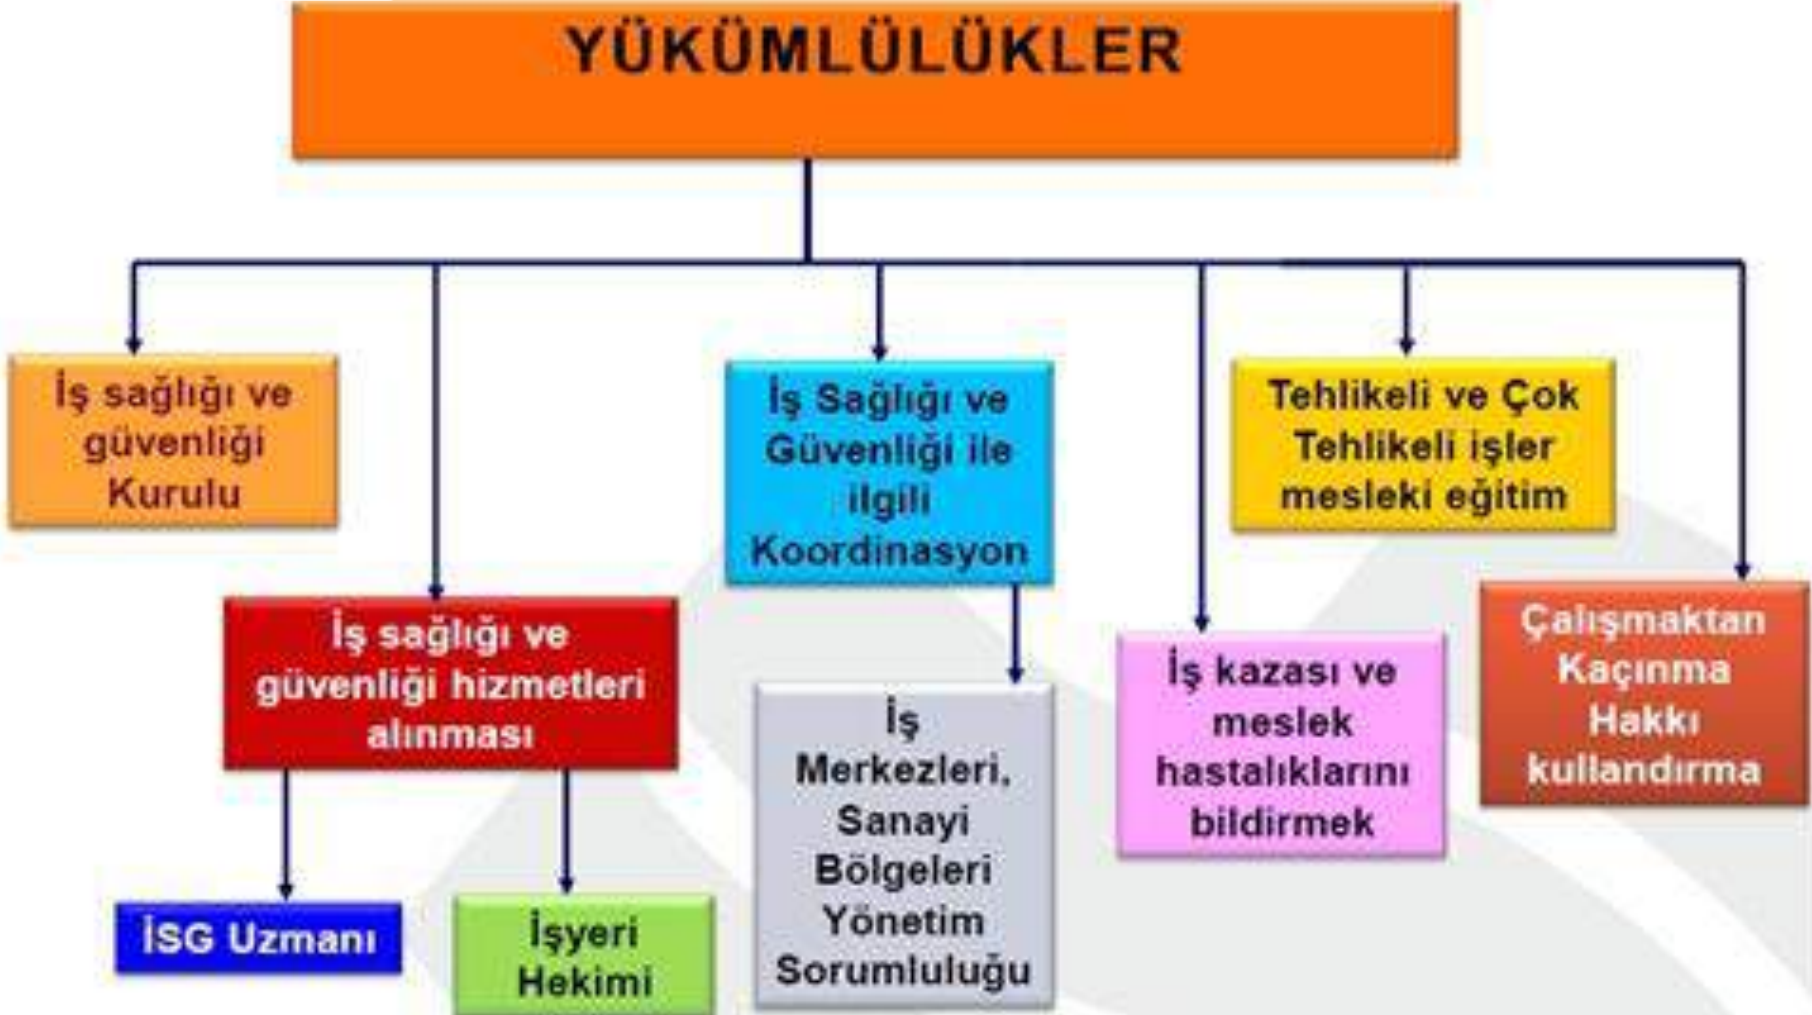 YÜKÜMLÜLÜKLER
İş sağlığı ve
güvenliği
Kurulu
İş sağlığı ve
güvenliği hizmetleri
alınması
İSG Uzmanı
İşyeri
Hekimi
İş Sağlığı ve
Güvenliği ile
ilgili
Koordinasyon
İş
Merkezleri,
Sanayi
Bölgeleri
Yönetim
Sorumluluğu
İş kazası ve
meslek
hastalıklarını
bildirmek
Tehlikeli ve Çok
Tehlikeli işler
mesleki eğitim
Çalışmaktan
Kaçınma
Hakkı
kullandırma